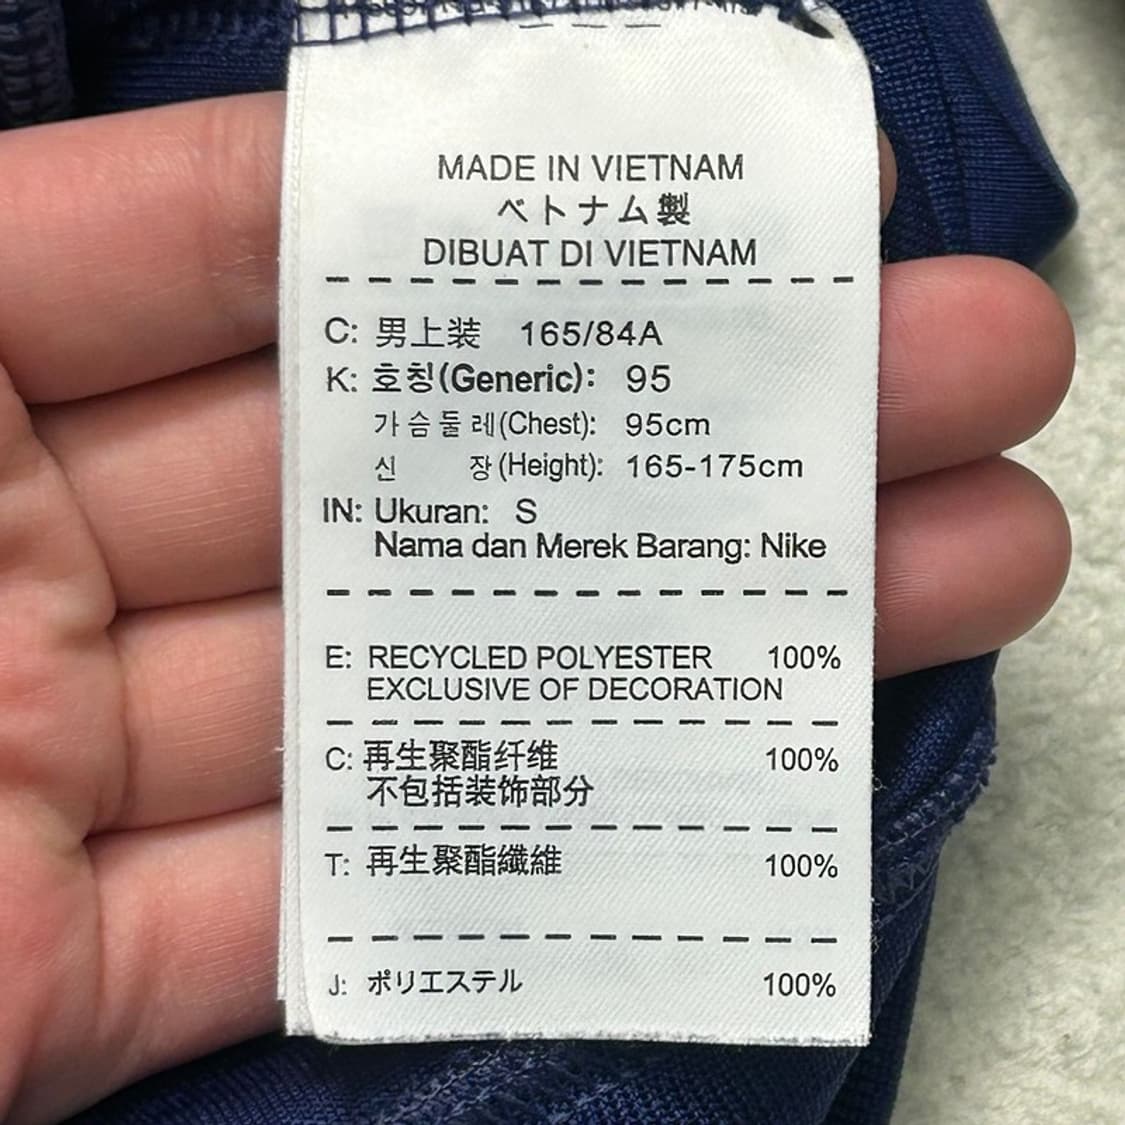 MADE IN VIETNAM
ベトナム製
DIBUAT DI VIETNAM
C: 男上装 165/84A
K: 호칭(Generic): 95
가슴둘레(Chest): 95cm
신 장(Height): 165-175cm
IN: Ukuran: S
Nama dan Merek Barang: Nike
E: RECYCLED POLYESTER 100%
EXCLUSIVE OF DECORATION
C: 再生聚酯纤维 100%
不包括装饰部分
T: 再生聚酯纖維 100%
J: ポリエステル 100%